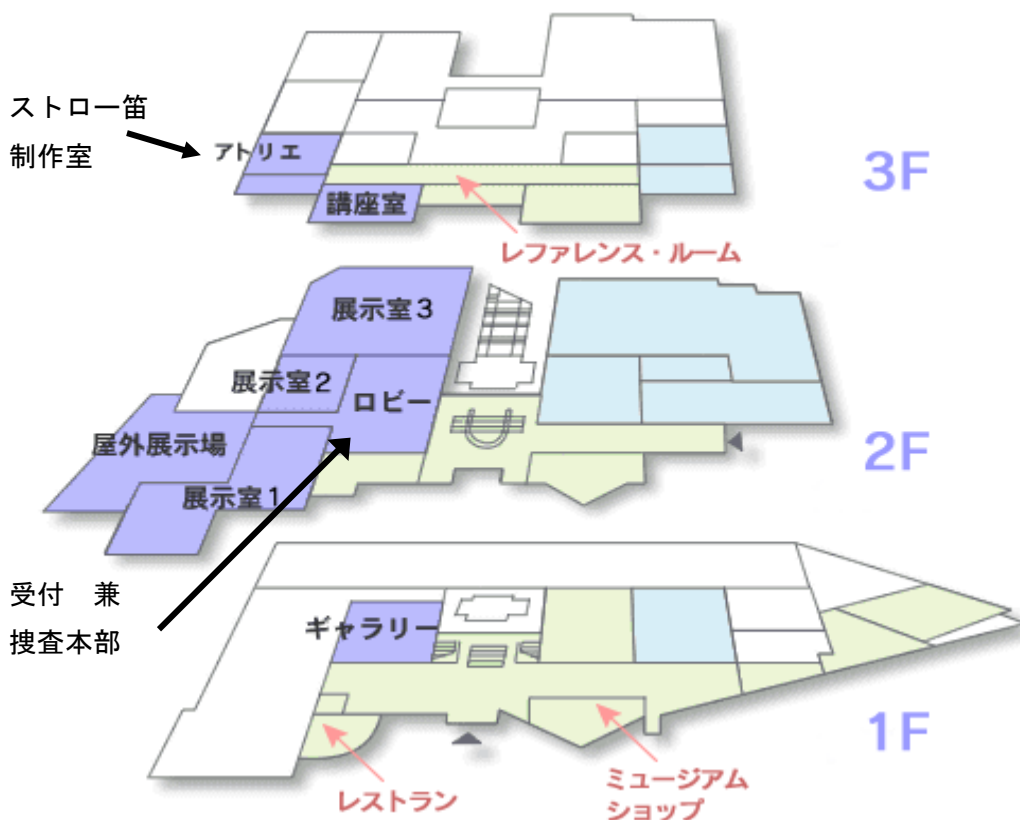 ストロー笛
制作室
アトリエ
講座室
3F
レファレンス・ルーム
展示室3
展示室2
ロビー
屋外展示場
展示室1
2F
受付　兼
捜査本部
ギャラリー
1F
レストラン
ミュージアム
ショップ